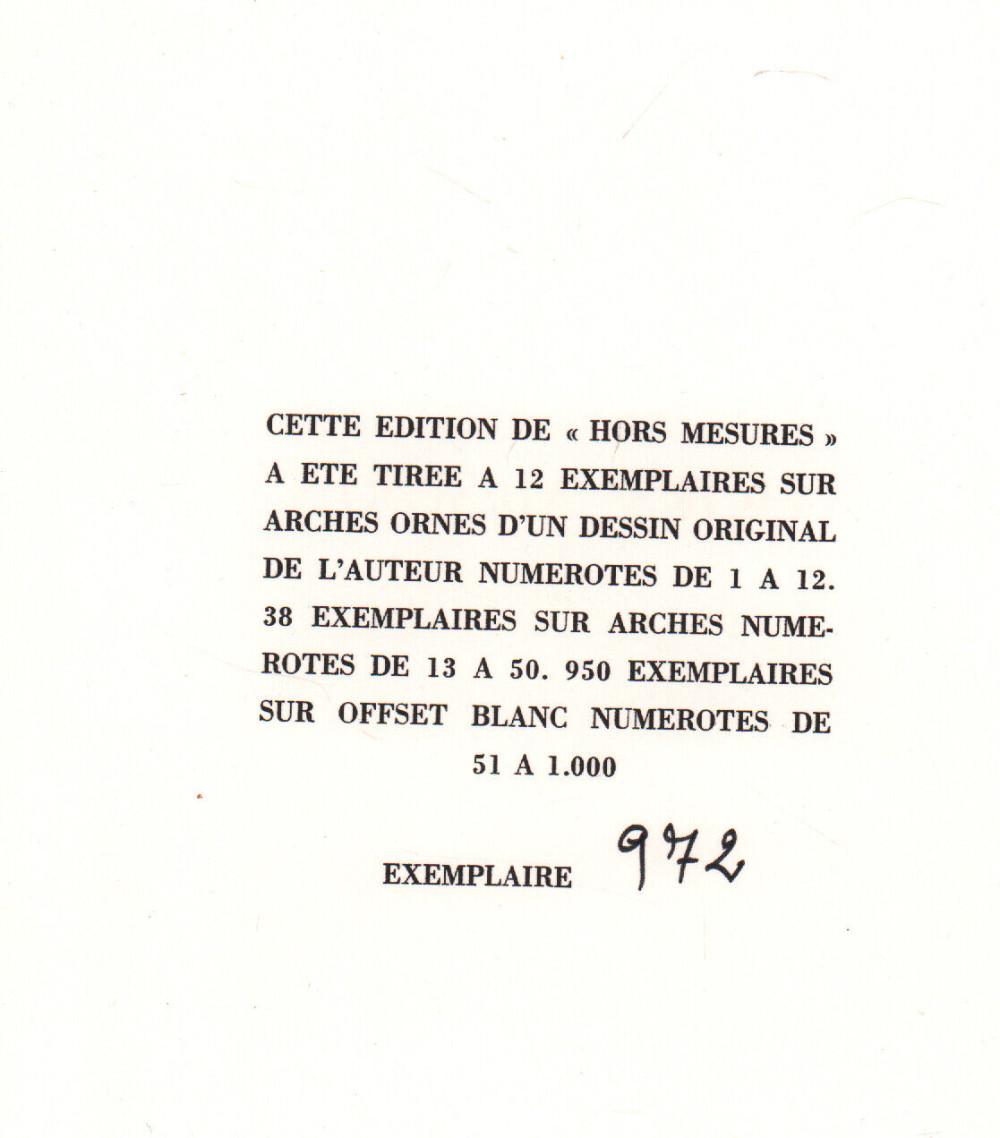 CETTE EDITION DE « HORS MESURES »
A ETE TIREE A 12 EXEMPLAIRES SUR
ARCHES ORNES D'UN DESSIN ORIGINAL
DE L'AUTEUR NUMEROTES DE 1 A 12.
38 EXEMPLAIRES SUR ARCHES NUME-
ROTES DE 13 A 50. 950 EXEMPLAIRES
SUR OFFSET BLANC NUMEROTES DE
51 A 1.000
EXEMPLAIRE 972